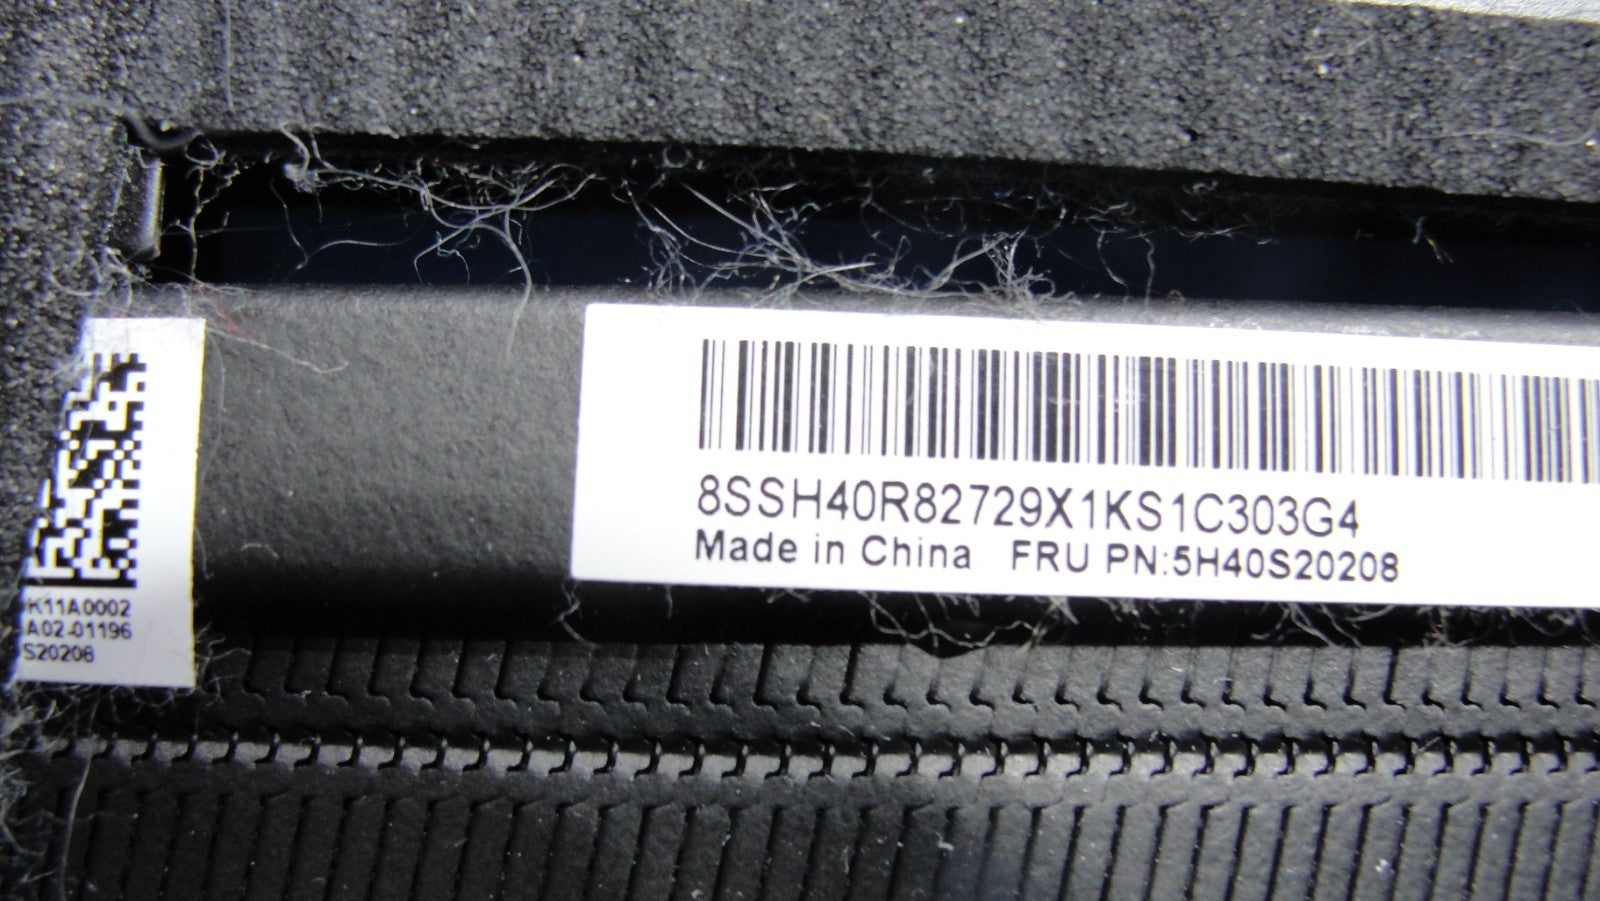 8SSH40R82729X1KS1C303G4
Made in China FRU PN:5H40S20208
K11A0002
A02-01196
S20208